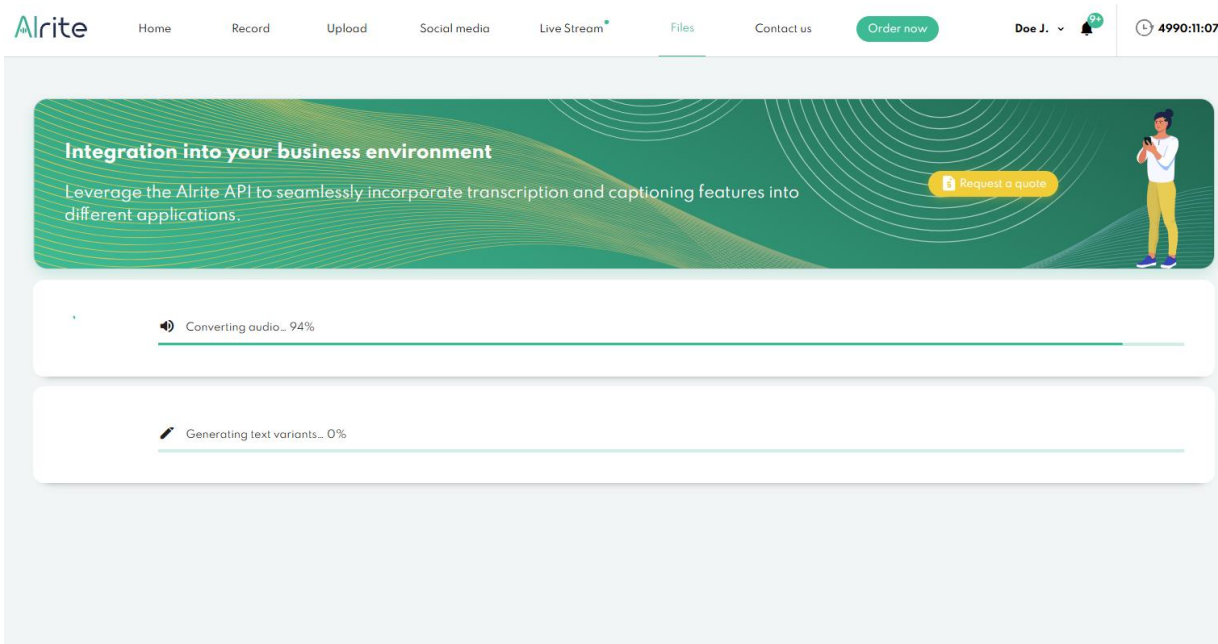 Alrite
Home Record Upload Social media Live Stream Files Contact us Order now Doe J. 9+ 4990:11:07
Integration into your business environment
Leverage the Alrite API to seamlessly incorporate transcription and captioning features into
different applications.
Request a quote
Converting audio... 94%
Generating text variants... 0%